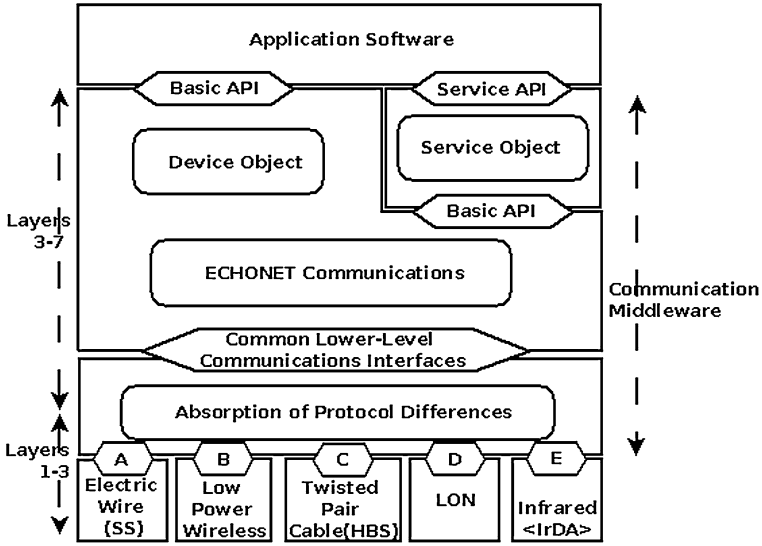 Application Software
Basic API
Service API
Device Object
Service Object
Basic API
Layers
3-7
ECHONET Communications
Communication
Middleware
Common Lower-Level
Communications Interfaces
Absorption of Protocol Differences
Layers
1-3
A
B
C
D
E
Electric
Wire
(SS)
Low
Power
Wireless
Twisted
Pair
Cable(HBS)
LON
Infrared
<IrDA>